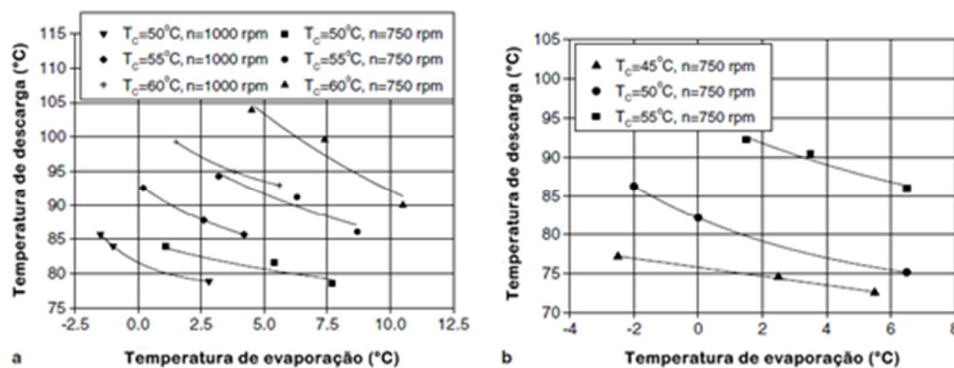 115
110
105
100
95
90
85
80
75
-2.5
0.0
2.5
5.0
7.5
10.0
12.5
Temperatura de descarga (°C)
Temperatura de evaporação (°C)
T_C=50°C, n=1000 rpm
T_C=50°C, n=750 rpm
T_C=55°C, n=1000 rpm
T_C=55°C, n=750 rpm
T_C=60°C, n=1000 rpm
T_C=60°C, n=750 rpm
a
105
100
95
90
85
80
75
70
-4
-2
0
2
4
6
8
Temperatura de descarga (°C)
Temperatura de evaporação (°C)
T_C=45°C, n=750 rpm
T_C=50°C, n=750 rpm
T_C=55°C, n=750 rpm
b